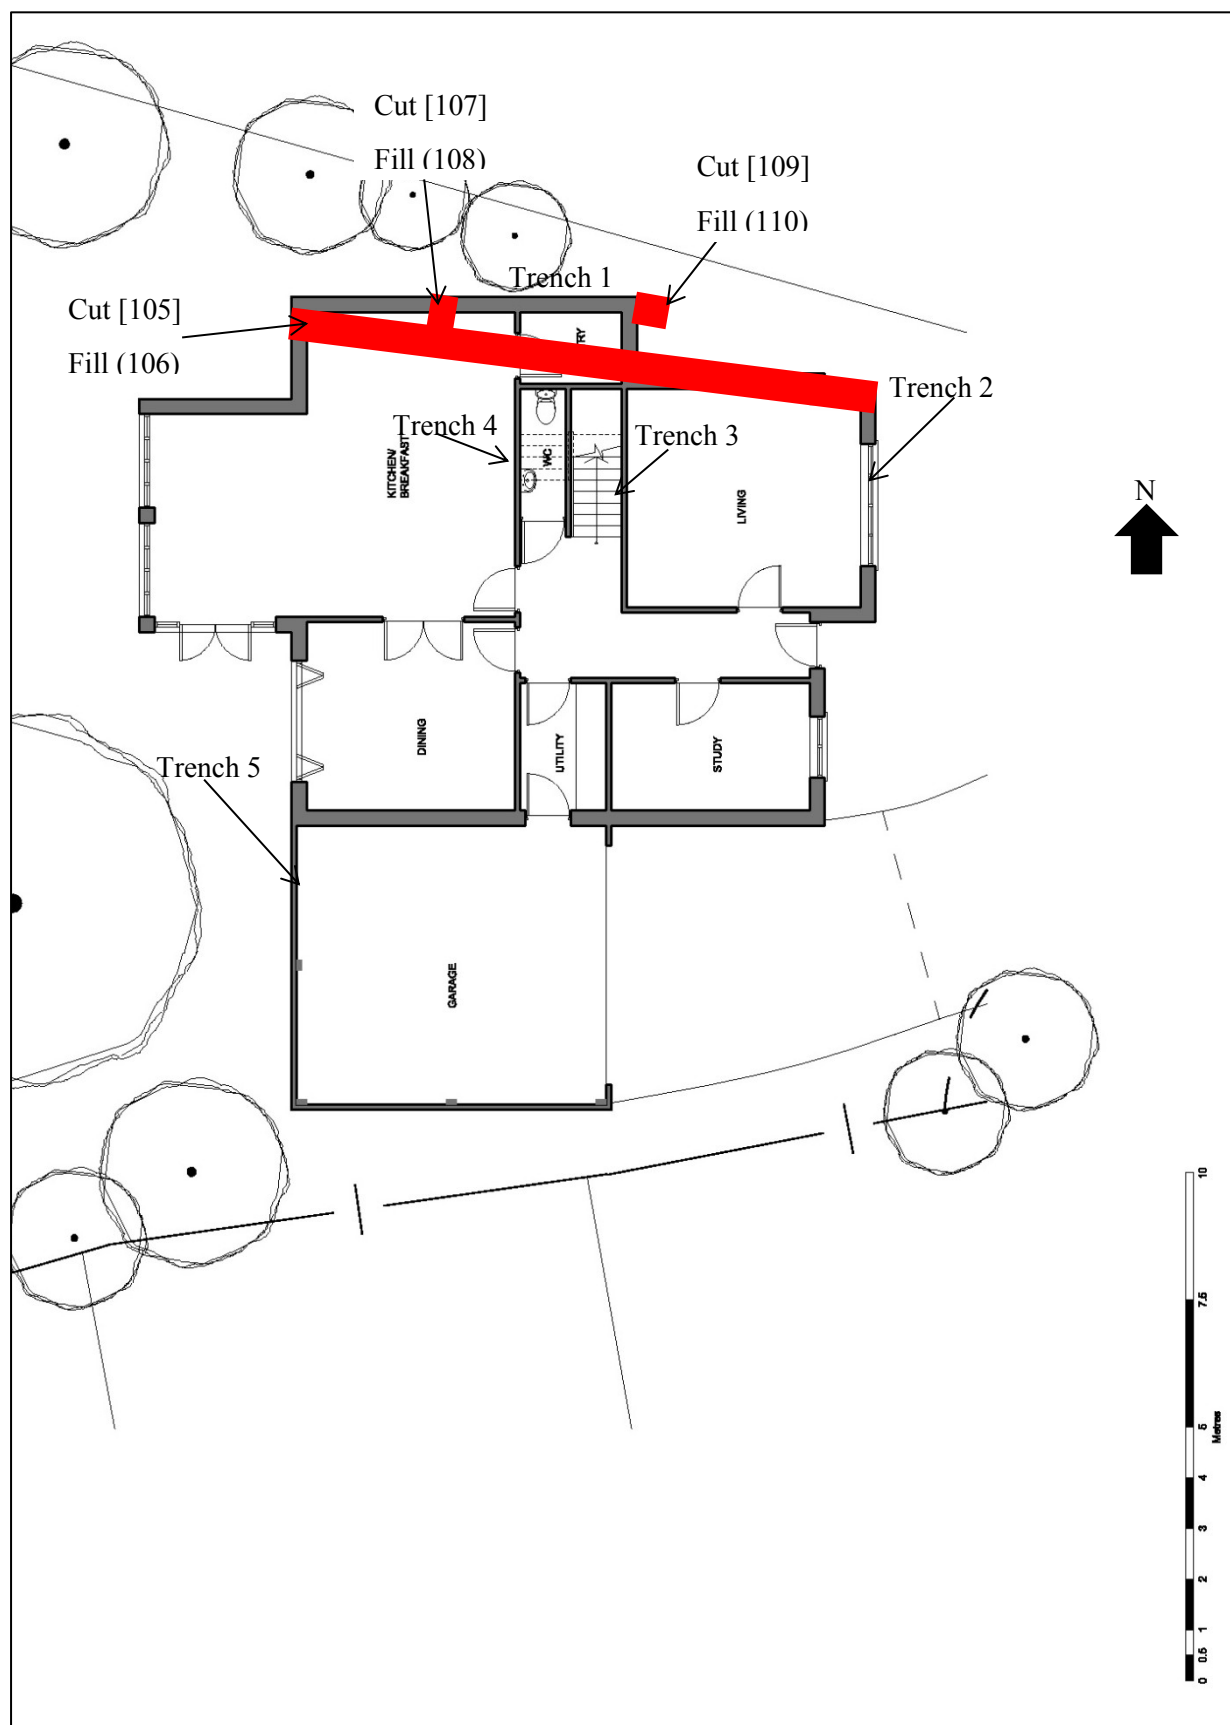 Cut [107]
Fill (108)
Cut [109]
Fill (110)
Trench 1
Cut [105]
Fill (106)
RY
Trench 2
Trench 4
Trench 3
KITCHEN/
BREAKFAST
WC
LIVING
N
Trench 5
DINING
UTILITY
STUDY
GARAGE
10
7.5
5
4
3
2
1
0.5
0
Metres